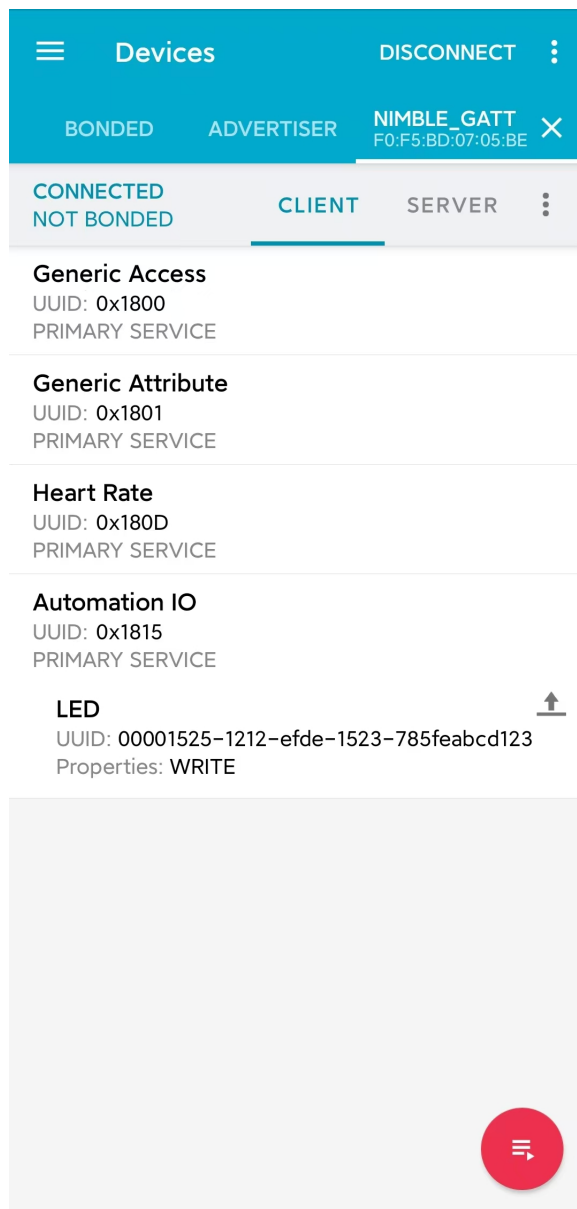 Devices
DISCONNECT
BONDED
ADVERTISER
NIMBLE_GATT
F0:F5:BD:07:05:BE
CONNECTED
NOT BONDED
CLIENT
SERVER
Generic Access
UUID: 0x1800
PRIMARY SERVICE
Generic Attribute
UUID: 0x1801
PRIMARY SERVICE
Heart Rate
UUID: 0x180D
PRIMARY SERVICE
Automation IO
UUID: 0x1815
PRIMARY SERVICE
LED
UUID: 00001525-1212-efde-1523-785feabcd123
Properties: WRITE